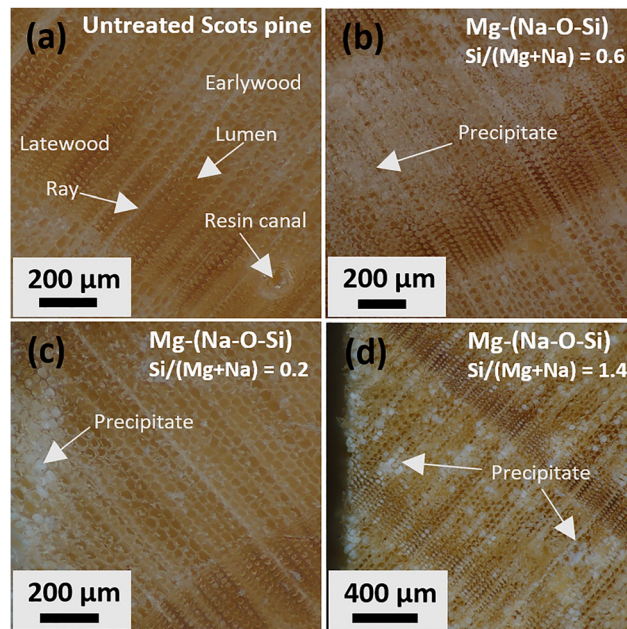 (a)
Untreated Scots pine
Earlywood
Latewood
Lumen
Ray
Resin canal
200 μm
(b)
Mg-(Na-O-Si)
Si/(Mg+Na) = 0.6
Precipitate
200 μm
(c)
Mg-(Na-O-Si)
Si/(Mg+Na) = 0.2
Precipitate
200 μm
(d)
Mg-(Na-O-Si)
Si/(Mg+Na) = 1.4
Precipitate
400 μm